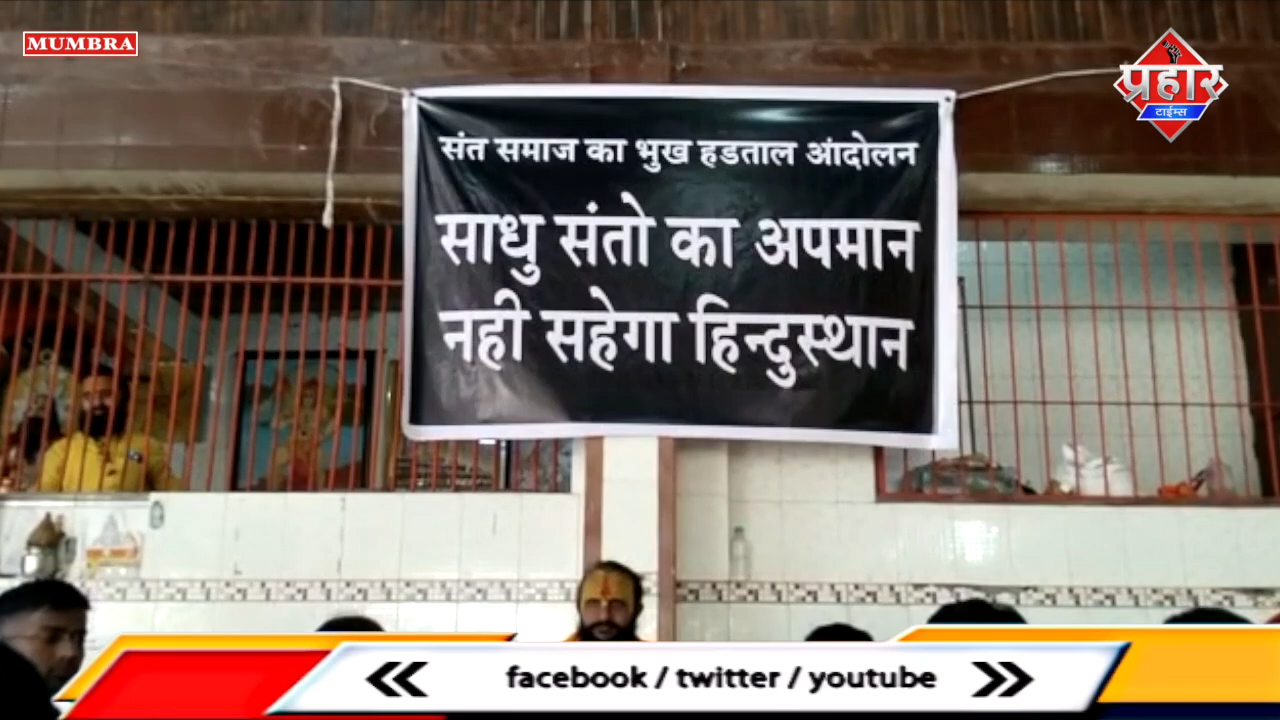 MUMBRA
प्रहार
टाईम्स
संत समाज का भुख हडताल आंदोलन
साधु संतो का अपमान
नही सहेगा हिन्दुस्थान
facebook / twitter / youtube